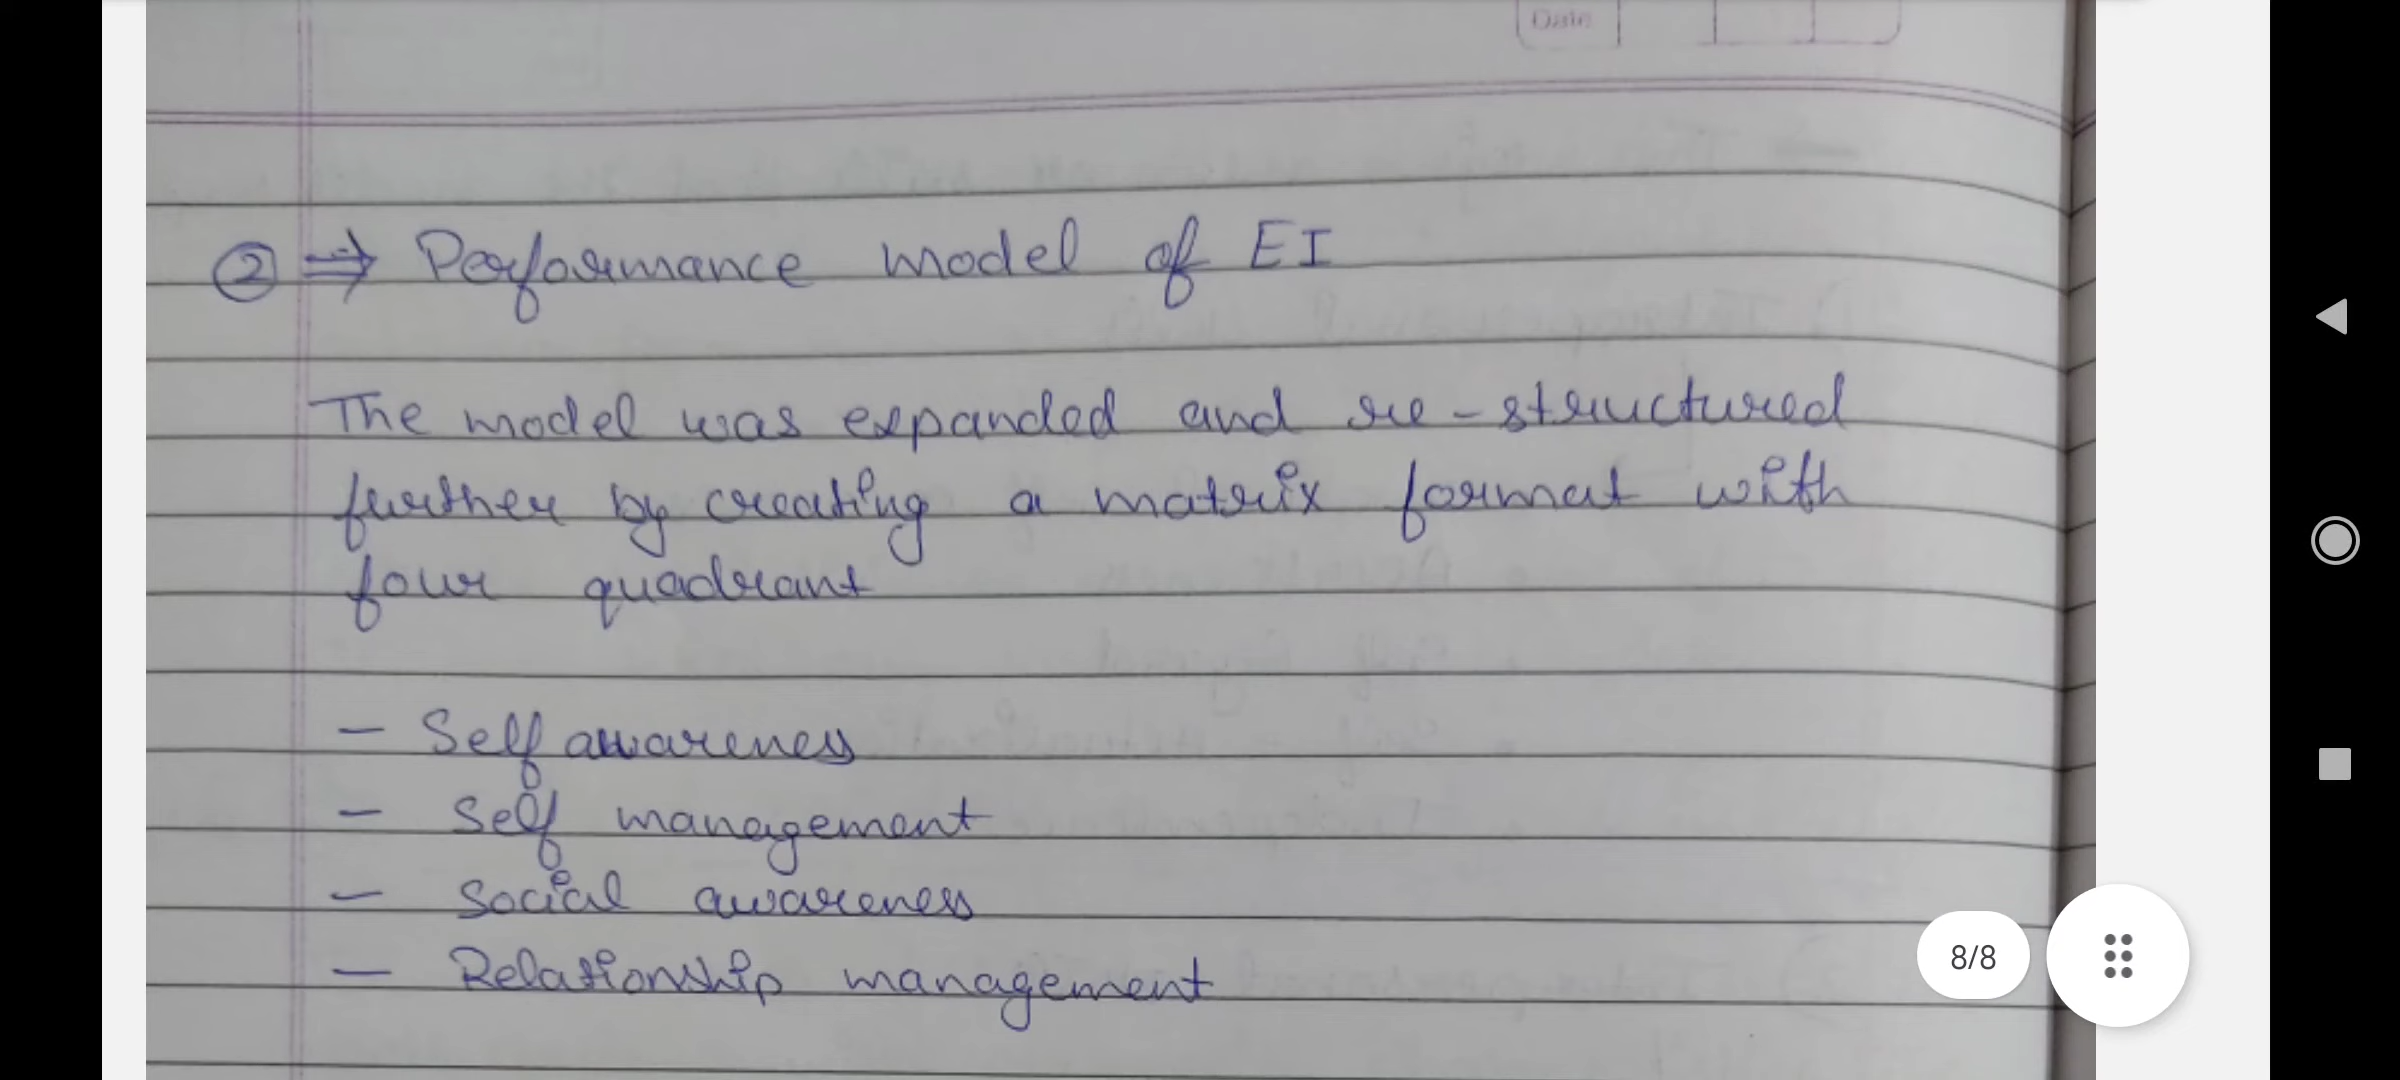 Date
② ⇒ Performance model of EI
The model was expanded and re-structured
further by creating a matrix format with
four quadrant
- Self awareness
- Self management
- Social awareness
- Relationship management
8/8